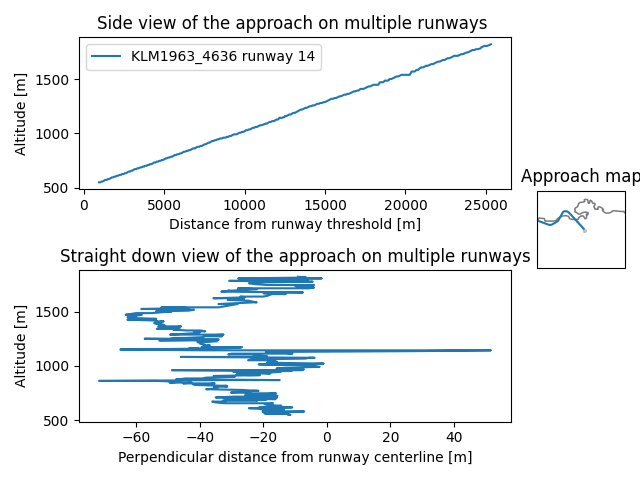 Side view of the approach on multiple runways
KLM1963_4636 runway 14
Altitude [m]
1500
1000
500
0 5000 10000 15000 20000 25000
Distance from runway threshold [m]
Approach map
Straight down view of the approach on multiple runways
Altitude [m]
1500
1000
500
−60 −40 −20 0 20 40
Perpendicular distance from runway centerline [m]